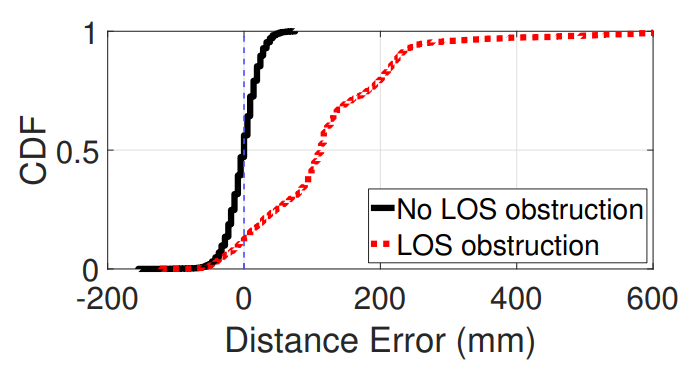 1
0.5
0
CDF
No LOS obstruction
LOS obstruction
-200 0 200 400 600
Distance Error (mm)